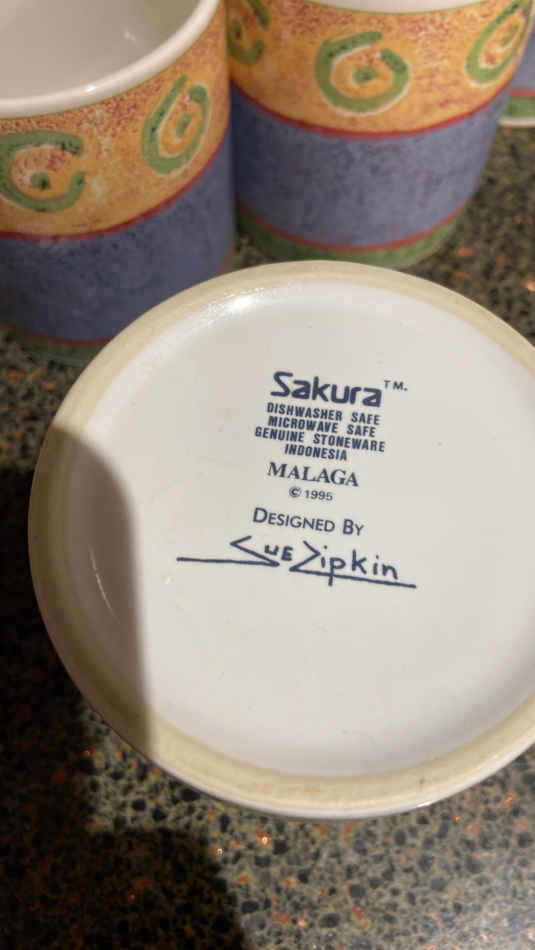 Sakura™.
DISHWASHER SAFE
MICROWAVE SAFE
GENUINE STONEWARE
INDONESIA
MALAGA
© 1995
DESIGNED BY
Sue Zipkin